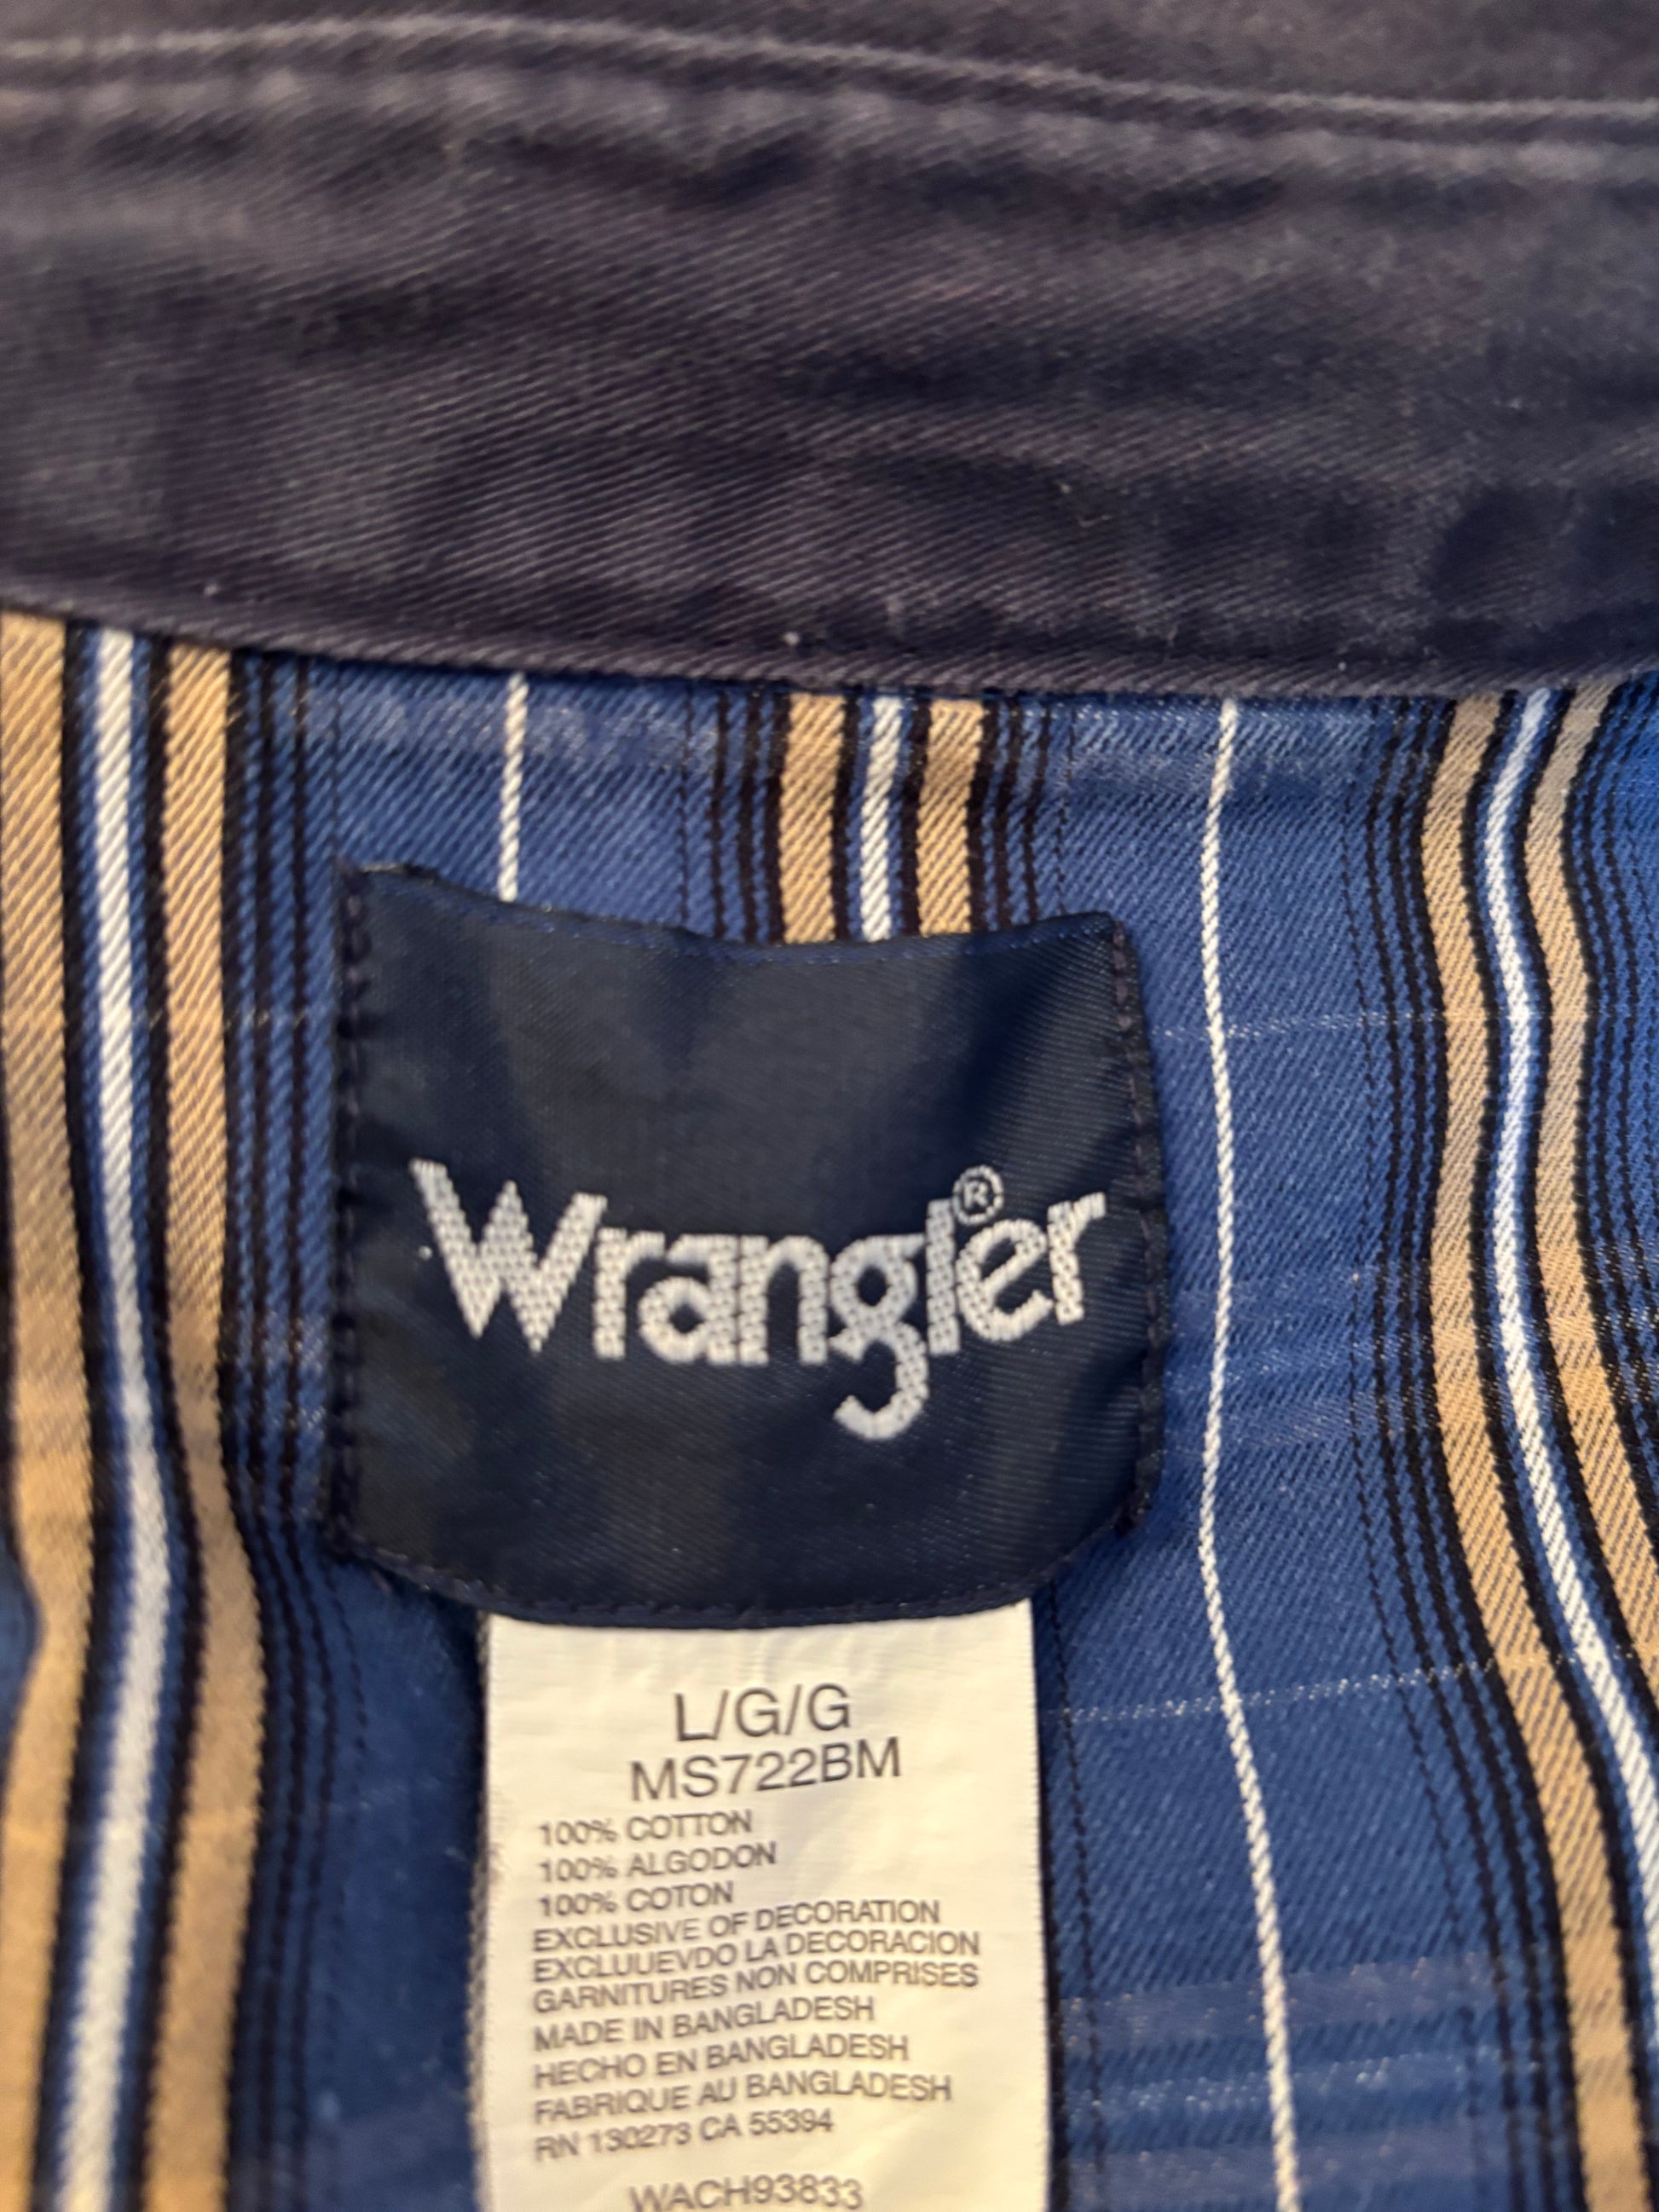 Wrangler®
L/G/G
MS722BM
100% COTTON
100% ALGODON
100% COTON
EXCLUSIVE OF DECORATION
EXCLUUEVDO LA DECORACION
GARNITURES NON COMPRISES
MADE IN BANGLADESH
HECHO EN BANGLADESH
FABRIQUE AU BANGLADESH
RN 130273 CA 55394
WACH93833